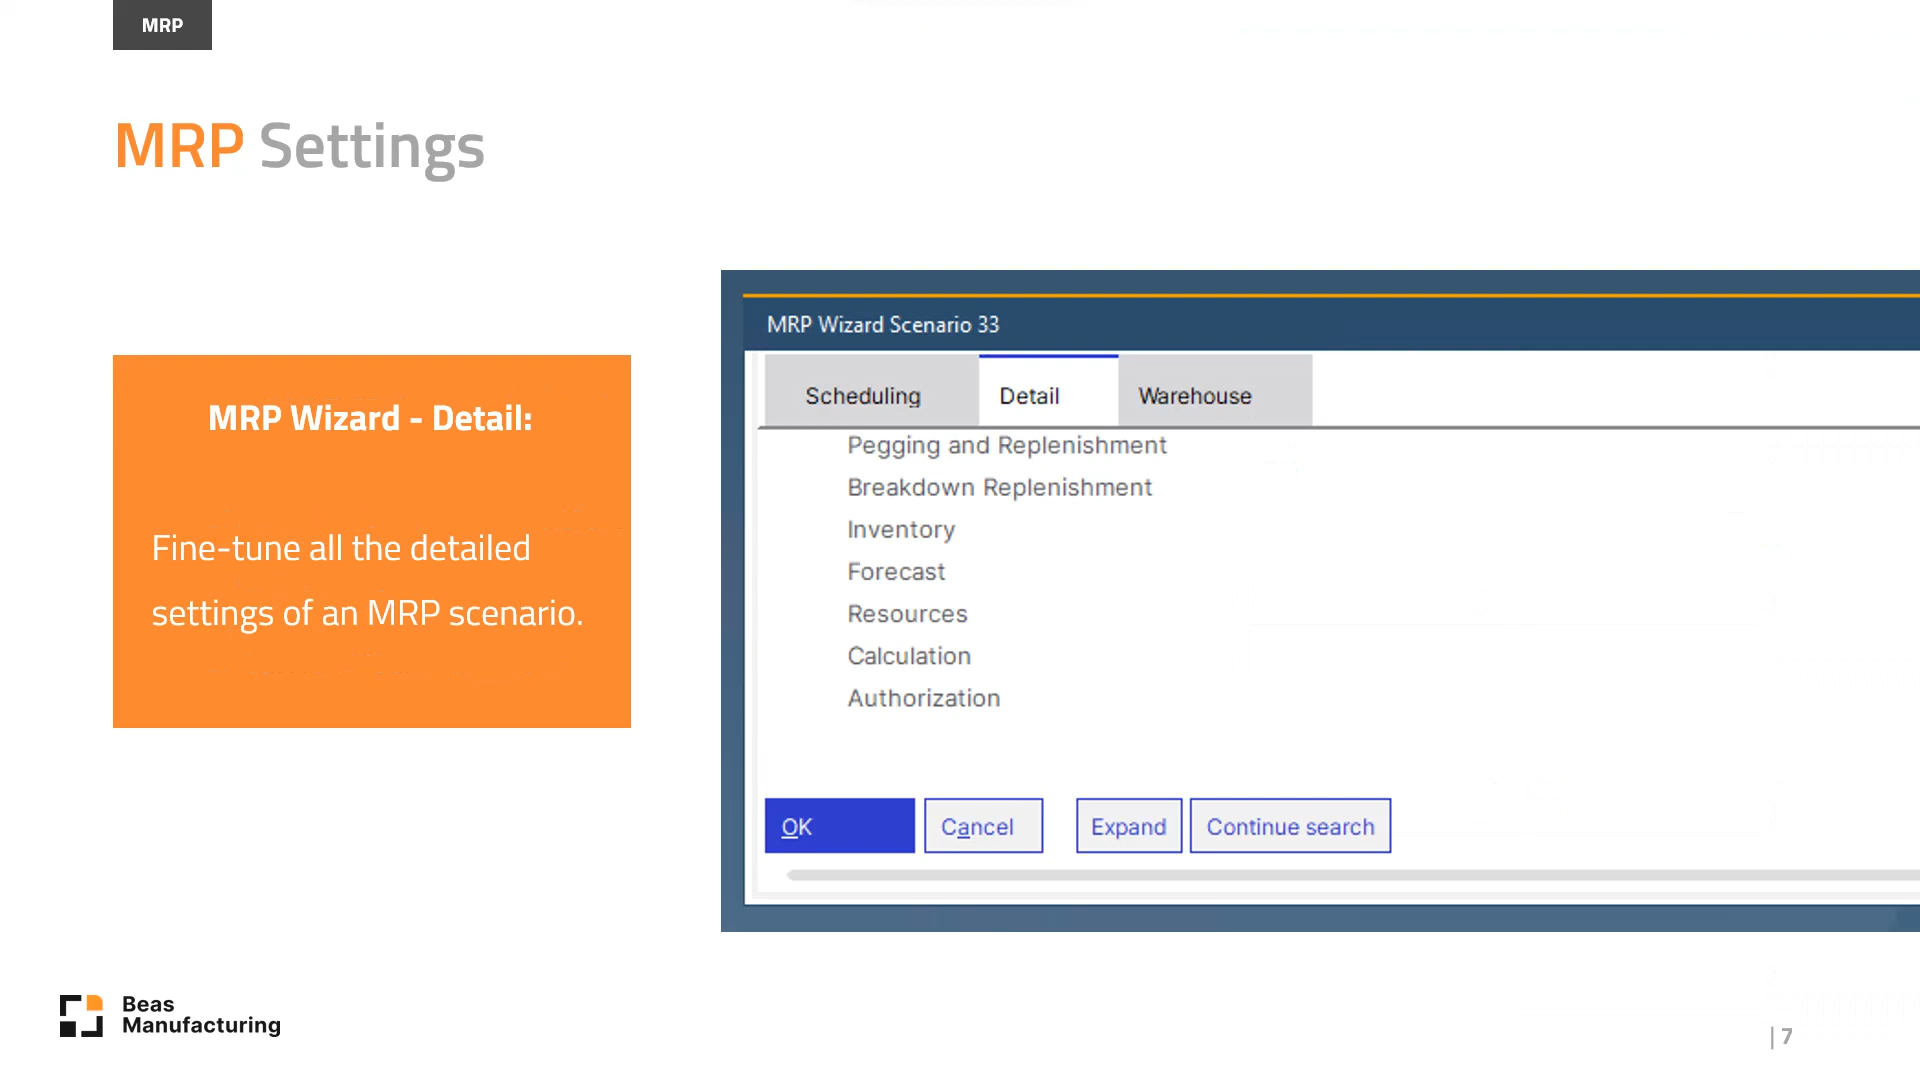 MRP
MRP Settings
MRP Wizard - Detail:
Fine-tune all the detailed
settings of an MRP scenario.
MRP Wizard Scenario 33
Scheduling Detail Warehouse
Pegging and Replenishment
Breakdown Replenishment
Inventory
Forecast
Resources
Calculation
Authorization
OK Cancel Expand Continue search
Beas
Manufacturing
| 7